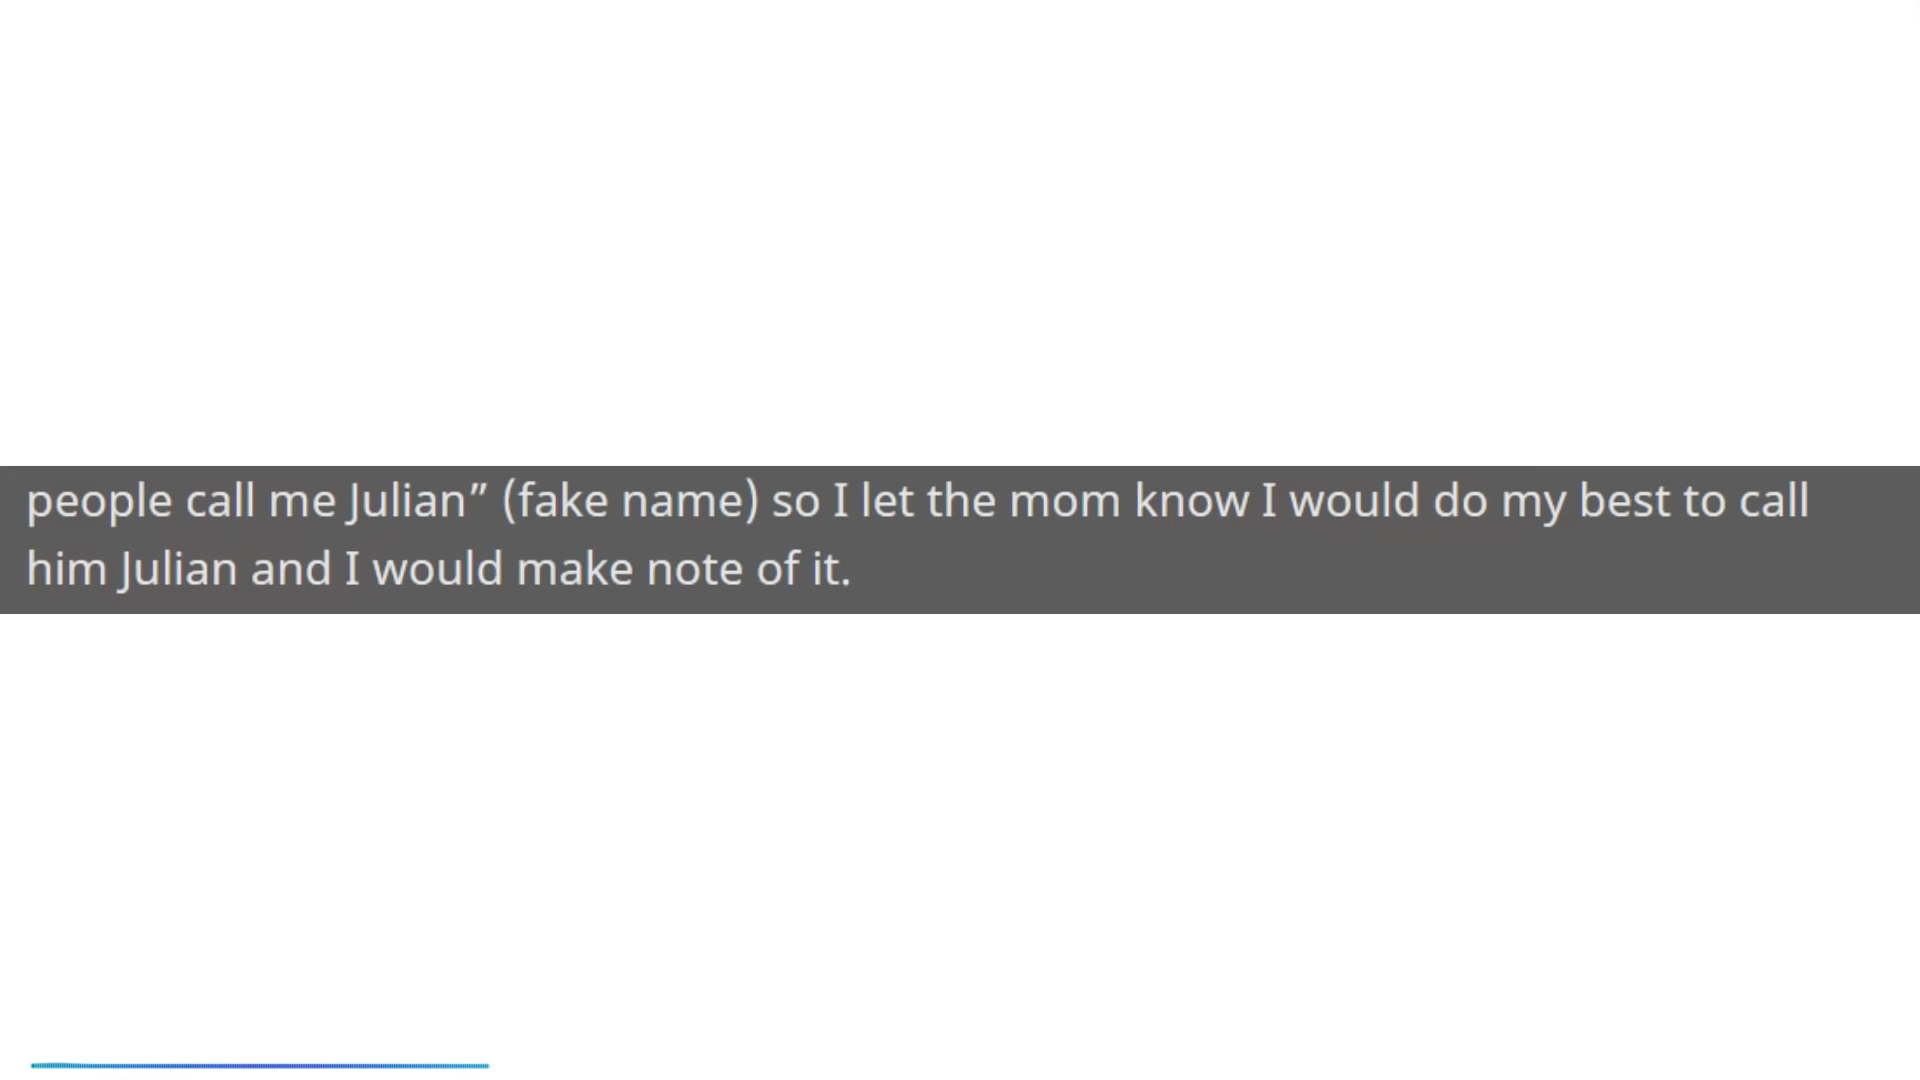 people call me Julian” (fake name) so I let the mom know I would do my best to call
him Julian and I would make note of it.